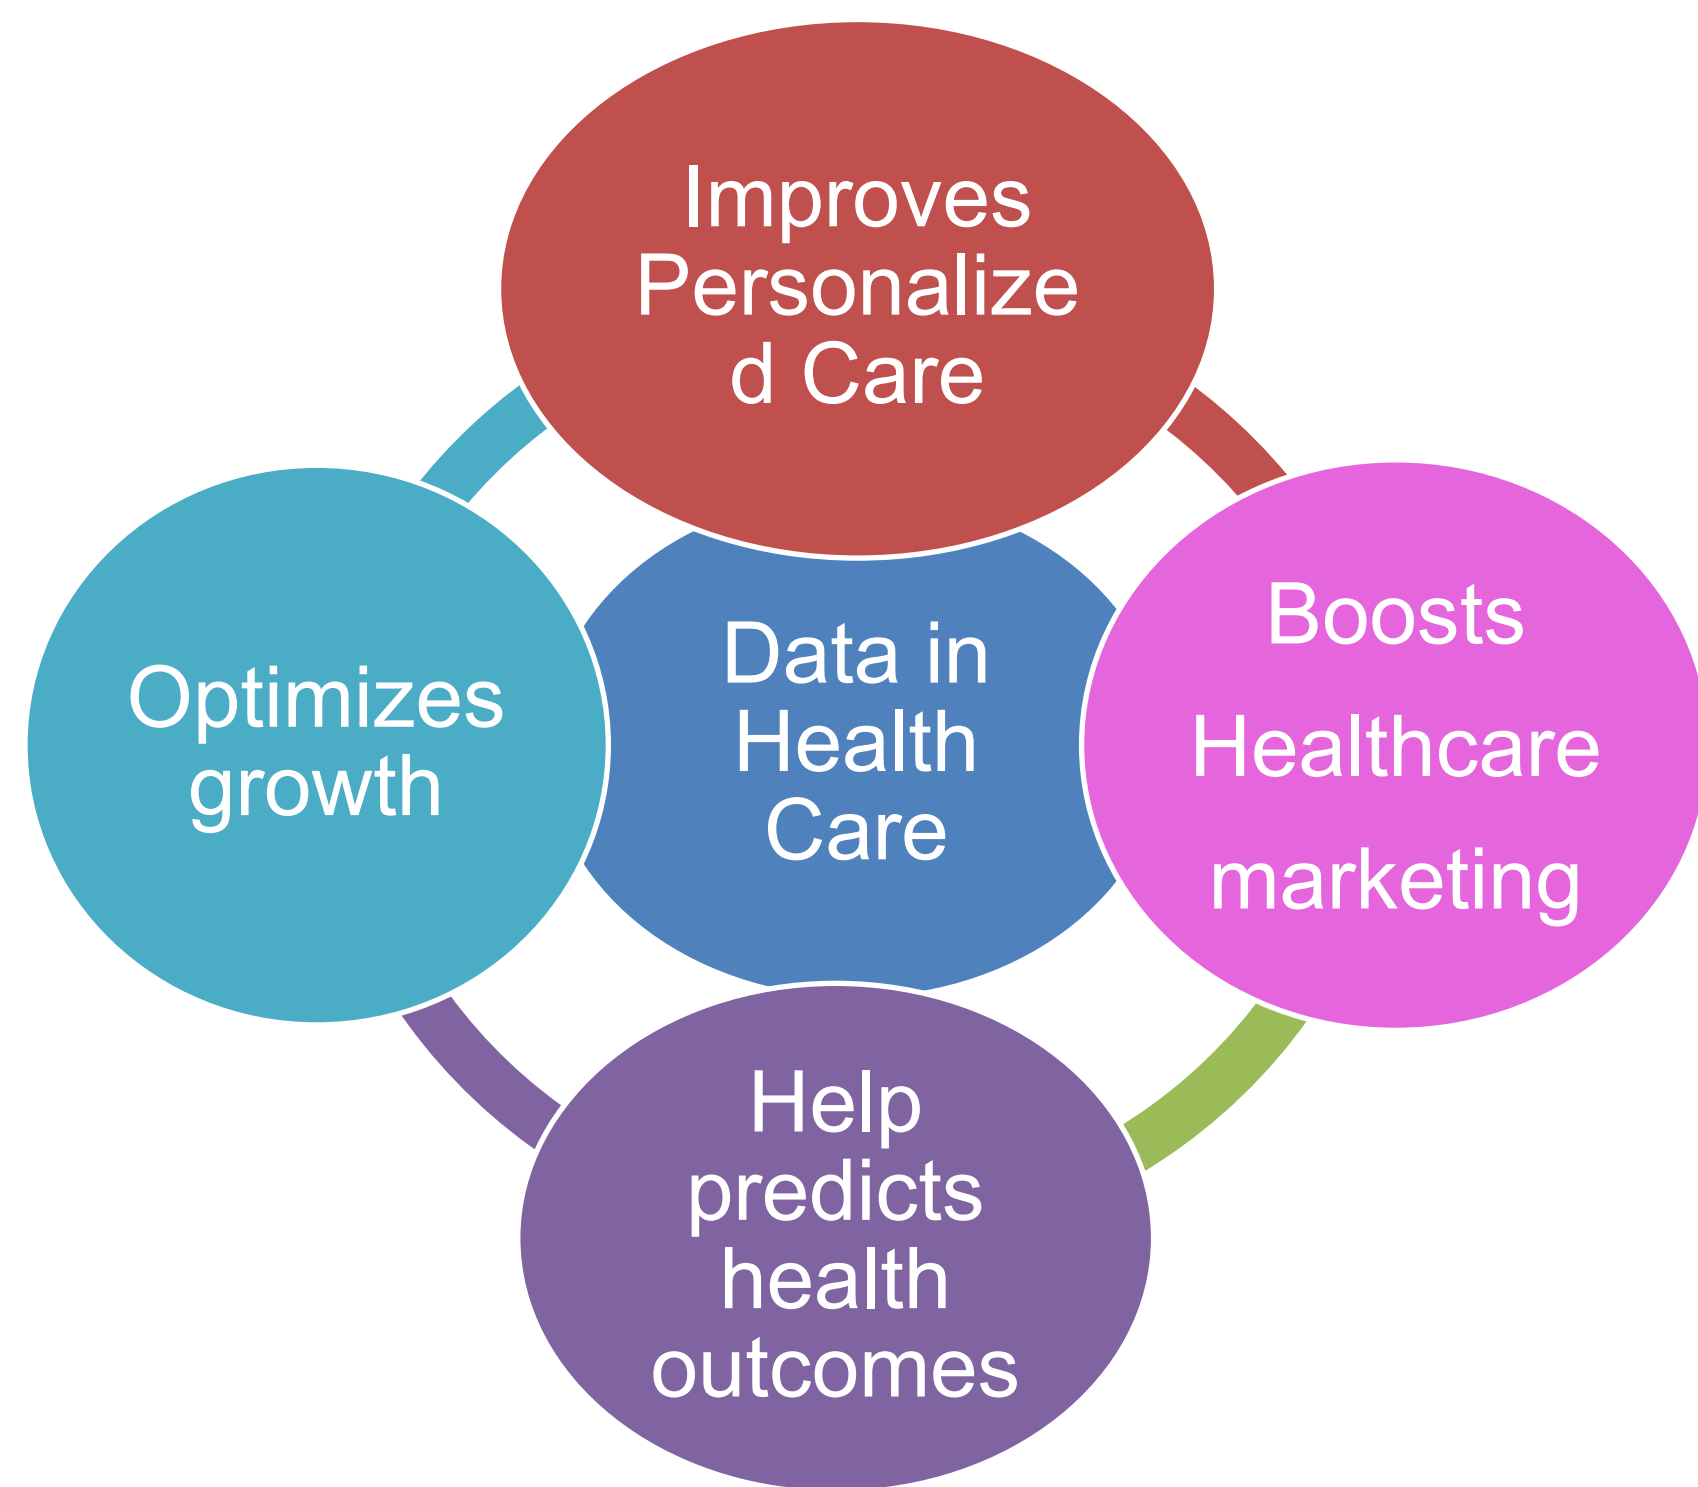 Improves
Personalize
d Care
Optimizes
growth
Data in
Health
Care
Boosts
Healthcare
marketing
Help
predicts
health
outcomes